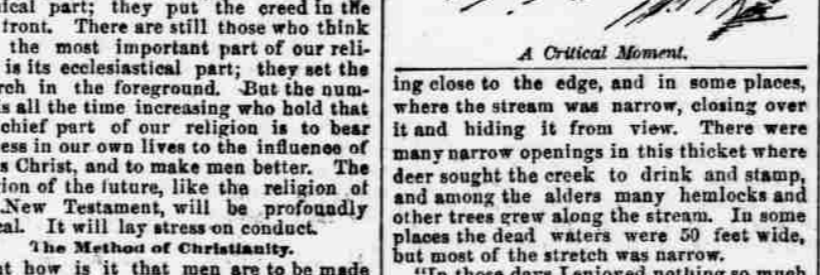 ical part; they put the creed in the
front. There are still those who think
the most important part of our reli-
is its ecclesiastical part; they set the
rch in the foreground. But the num-
s all the time increasing who hold that
chief part of our religion is to bear
ess in our own lives to the influence of
s Christ, and to make men better. The
ion of the future, like the religion of
New Testament, will be profoundly
cal. It will lay stress on conduct.
The Method of Christianity.
t how is it that men are to be made
A Critical Moment.
ing close to the edge, and in some places,
where the stream was narrow, closing over
it and hiding it from view. There were
many narrow openings in this thicket where
deer sought the creek to drink and stamp,
and among the alders many hemlocks and
other trees grew along the stream. In some
places the dead waters were 50 feet wide,
but most of the stretch was narrow.
"In those days I enjoyed nothing so much